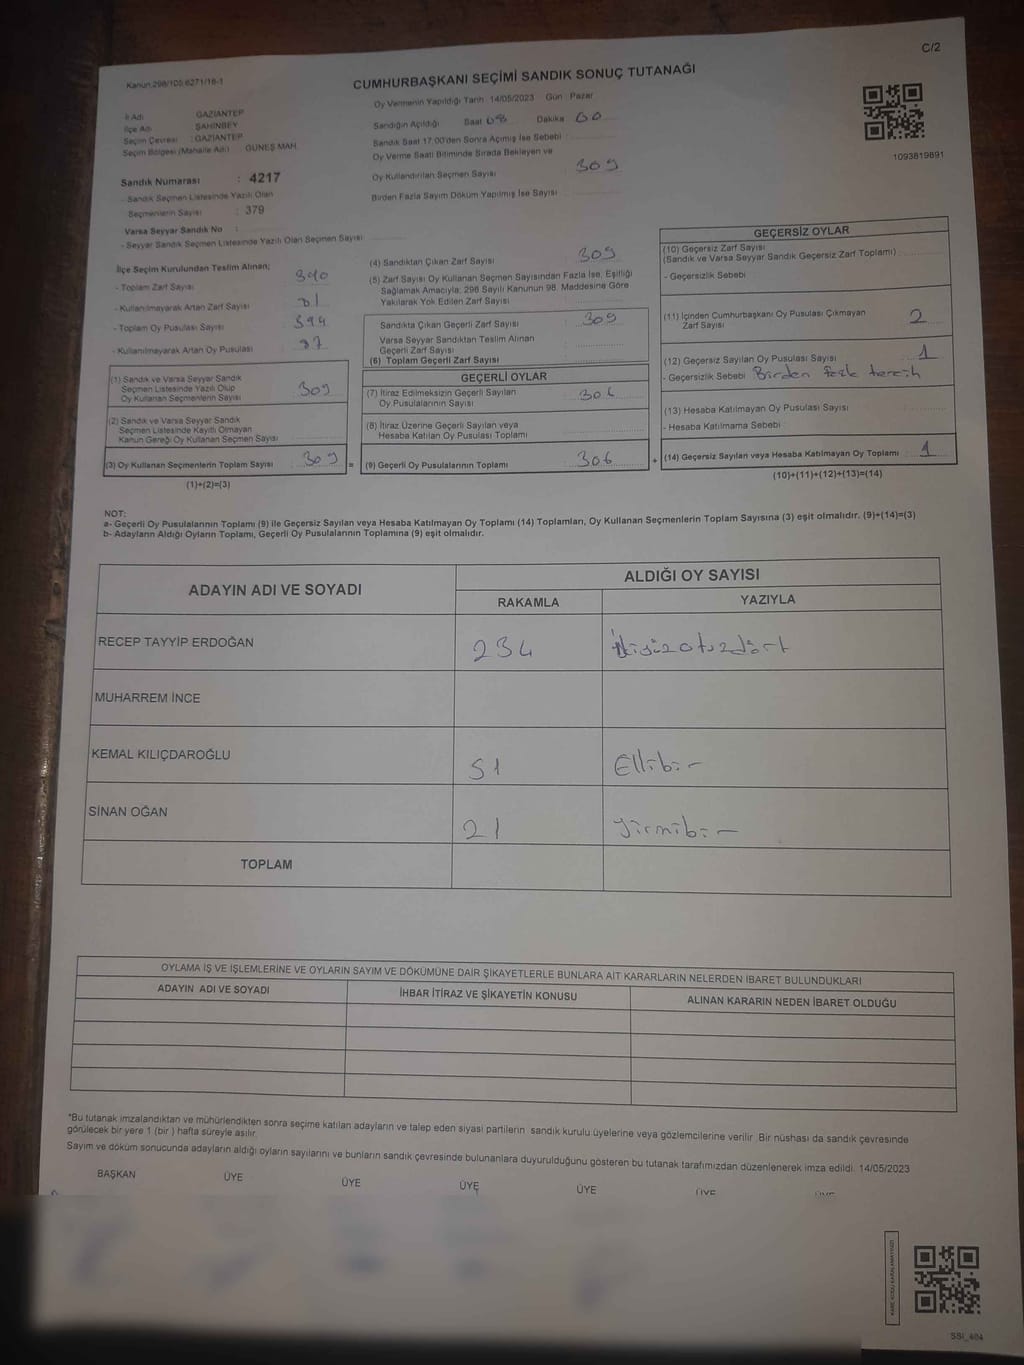 C/2
Kanun 298/105 6271/18-1
CUMHURBAŞKANI SEÇİMİ SANDIK SONUÇ TUTANAĞI
İl Adı GAZİANTEP
İlçe Adı ŞAHİNBEY
Seçim Çevresi : GAZİANTEP
Seçim Bölgesi (Mahalle Adı) : GÜNEŞ MAH.
Sandık Numarası : 4217
- Sandık Seçmen Listesinde Yazılı Olan
Seçmenlerin Sayısı : 379
Varsa Seyyar Sandık No :
- Seyyar Sandık Seçmen Listesinde Yazılı Olan Seçmen Sayısı
Oy Vermenin Yapıldığı Tarih 14/05/2023 Gün : Pazar
Sandığın Açıldığı Saat 08 Dakika 00
Sandık Saat 17.00'den Sonra Açılmış İse Sebebi
Oy Verme Saati Bitiminde Sırada Bekleyen ve
Oy Kullandırılan Seçmen Sayısı 309
Birden Fazla Sayım Döküm Yapılmış İse Sayısı
1093819891
İlçe Seçim Kurulundan Teslim Alınan;
- Toplam Zarf Sayısı 390
- Kullanılmayarak Artan Zarf Sayısı 81
- Toplam Oy Pusulası Sayısı 394
- Kullanılmayarak Artan Oy Pusulası 87
(1) Sandık ve Varsa Seyyar Sandık
Seçmen Listesinde Yazılı Olup
Oy Kullanan Seçmenlerin Sayısı 309
(2) Sandık ve Varsa Seyyar Sandık
Seçmen Listesinde Kayıtlı Olmayan
Kanun Gereği Oy Kullanan Seçmen Sayısı
(3) Oy Kullanan Seçmenlerin Toplam Sayısı 309 =
(1)+(2)=(3)
(4) Sandıktan Çıkan Zarf Sayısı 309
(5) Zarf Sayısı Oy Kullanan Seçmen Sayısından Fazla İse, Eşitliği
Sağlamak Amacıyla; 298 Sayılı Kanunun 98. Maddesine Göre
Yakılarak Yok Edilen Zarf Sayısı
Sandıkta Çıkan Geçerli Zarf Sayısı 309
Varsa Seyyar Sandıktan Teslim Alınan
Geçerli Zarf Sayısı
(6) Toplam Geçerli Zarf Sayısı
GEÇERLİ OYLAR
(7) İtiraz Edilmeksizin Geçerli Sayılan
Oy Pusulalarının Sayısı 306
(8) İtiraz Üzerine Geçerli Sayılan veya
Hesaba Katılan Oy Pusulası Toplamı
(9) Geçerli Oy Pusulalarının Toplamı 306 +
GEÇERSİZ OYLAR
(10) Geçersiz Zarf Sayısı
(Sandık ve Varsa Seyyar Sandık Geçersiz Zarf Toplamı)
- Geçersizlik Sebebi
(11) İçinden Cumhurbaşkanı Oy Pusulası Çıkmayan
Zarf Sayısı 2
(12) Geçersiz Sayılan Oy Pusulası Sayısı 1
- Geçersizlik Sebebi Birden fazla tercih
(13) Hesaba Katılmayan Oy Pusulası Sayısı
- Hesaba Katılmama Sebebi
(14) Geçersiz Sayılan veya Hesaba Katılmayan Oy Toplamı 1
(10)+(11)+(12)+(13)=(14)
NOT:
a- Geçerli Oy Pusulalarının Toplamı (9) ile Geçersiz Sayılan veya Hesaba Katılmayan Oy Toplamı (14) Toplamları, Oy Kullanan Seçmenlerin Toplam Sayısına (3) eşit olmalıdır. (9)+(14)=(3)
b- Adayların Aldığı Oyların Toplamı, Geçerli Oy Pusulalarının Toplamına (9) eşit olmalıdır.
ADAYIN ADI VE SOYADI ALDIĞI OY SAYISI
RAKAMLA YAZIYLA
RECEP TAYYİP ERDOĞAN 234 İkiyüzotuzdört
MUHARREM İNCE
KEMAL KILIÇDAROĞLU 51 Ellibir
SİNAN OĞAN 21 Yirmibir
TOPLAM
OYLAMA İŞ VE İŞLEMLERİNE VE OYLARIN SAYIM VE DÖKÜMÜNE DAİR ŞİKAYETLERLE BUNLARA AİT KARARLARIN NELERDEN İBARET BULUNDUKLARI
ADAYIN ADI VE SOYADI İHBAR İTİRAZ VE ŞİKAYETİN KONUSU ALINAN KARARIN NEDEN İBARET OLDUĞU
*Bu tutanak imzalandıktan ve mühürlendikten sonra seçime katılan adayların ve talep eden siyasi partilerin sandık kurulu üyelerine veya gözlemcilerine verilir. Bir nüshası da sandık çevresinde
görülecek bir yere 1 (bir ) hafta süreyle asılır.
Sayım ve döküm sonucunda adayların aldığı oyların sayılarını ve bunların sandık çevresinde bulunanlara duyurulduğunu gösteren bu tutanak tarafımızdan düzenlenerek imza edildi. 14/05/2023
BAŞKAN ÜYE ÜYE ÜYE ÜYE ÜYE ÜYE
KARE KODU KARALAMAYINIZ!